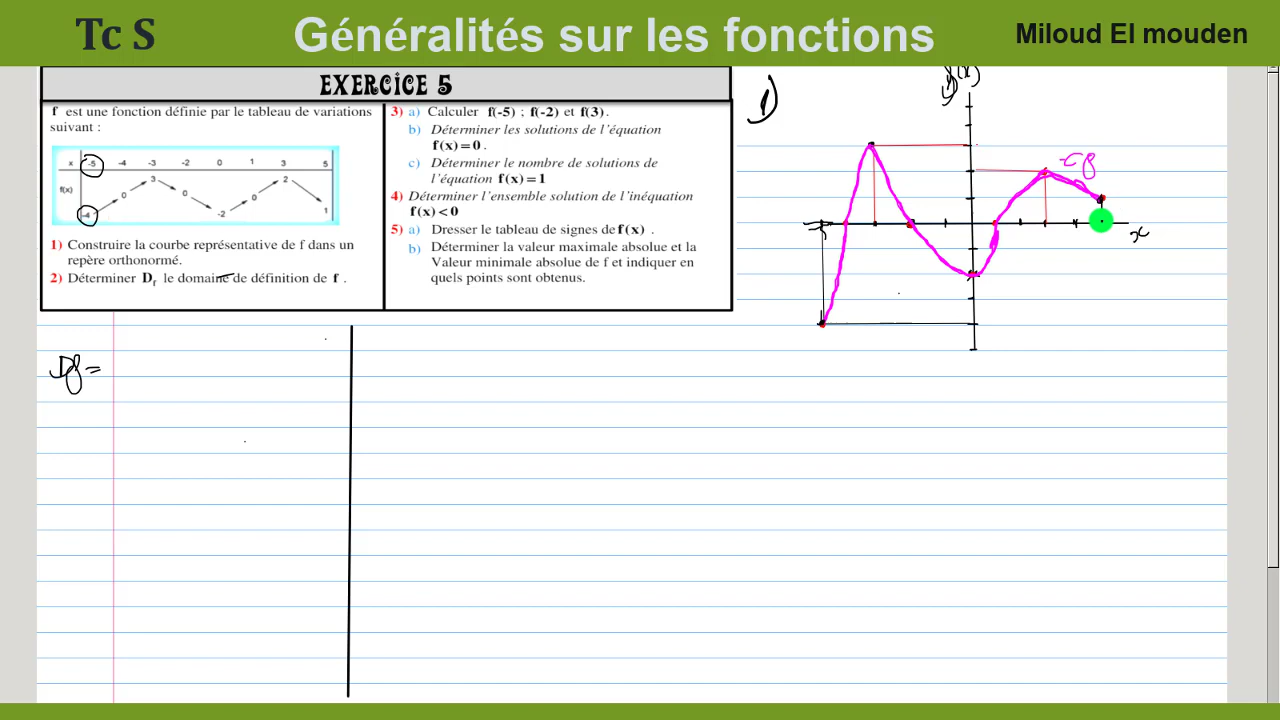 Tc S
Généralités sur les fonctions
Miloud El mouden
EXERCICE 5
f est une fonction définie par le tableau de variations
suivant :
x -5 -4 -3 -2 0 1 3 5
f(x) -4 0 3 0 -2 0 2 1
1) Construire la courbe représentative de f dans un
repère orthonormé.
2) Déterminer Df le domaine de définition de f .
3) a) Calculer f(-5) ; f(-2) et f(3).
b) Déterminer les solutions de l'équation
f(x)=0 .
c) Déterminer le nombre de solutions de
l'équation f(x)=1
4) Déterminer l'ensemble solution de l'inéquation
f(x)<0
5) a) Dresser le tableau de signes de f(x) .
b) Déterminer la valeur maximale absolue et la
Valeur minimale absolue de f et indiquer en
quels points sont obtenus.
1)
x
Df =